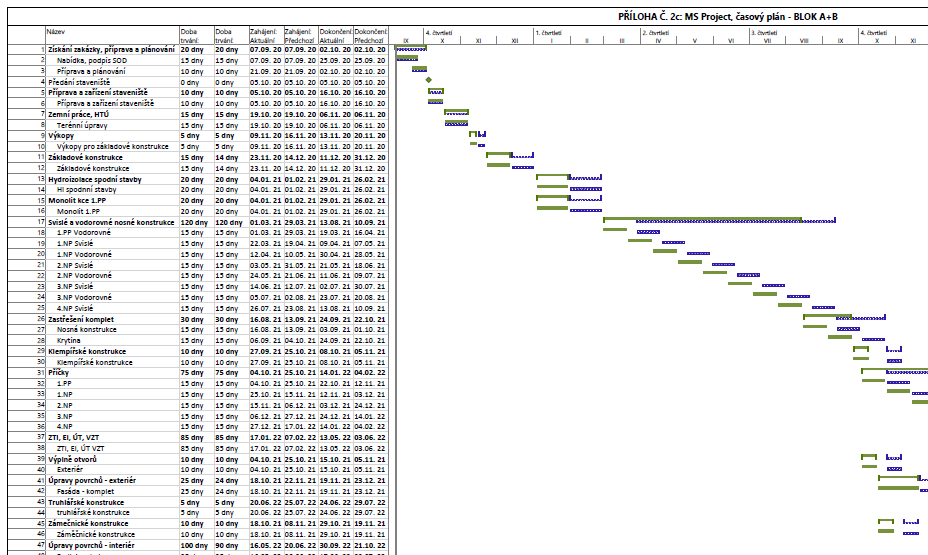 PŘÍLOHA Č. 2c: MS Project, časový plán - BLOK A+B
Název Doba trvání: Doba trvání: Zahájení: Aktuální Zahájení: Předchozí Dokončení: Aktuální Dokončení: Předchozí 4. čtvrtletí 1. čtvrtletí 2. čtvrtletí 3. čtvrtletí 4. čtvrtletí
IX X XI XII I II III IV V VI VII VIII IX X XI
1 Získání zakázky, příprava a plánování 20 dny 20 dny 07.09. 20 07.09. 20 02.10. 20 02.10. 20
2 Nabídka, podpis SOD 15 dny 15 dny 07.09. 20 07.09. 20 25.09. 20 25.09. 20
3 Příprava a plánování 10 dny 10 dny 21.09. 20 21.09. 20 02.10. 20 02.10. 20
4 Předání staveniště 0 dny 0 dny 05.10. 20 05.10. 20 05.10. 20 05.10. 20
5 Příprava a zařízení staveniště 10 dny 10 dny 05.10. 20 05.10. 20 16.10. 20 16.10. 20
6 Příprava a zařízení staveniště 10 dny 10 dny 05.10. 20 05.10. 20 16.10. 20 16.10. 20
7 Zemní práce, HTÚ 15 dny 15 dny 19.10. 20 19.10. 20 06.11. 20 06.11. 20
8 Terénní úpravy 15 dny 15 dny 19.10. 20 19.10. 20 06.11. 20 06.11. 20
9 Výkopy 5 dny 5 dny 09.11. 20 16.11. 20 13.11. 20 20.11. 20
10 Výkopy pro základové konstrukce 5 dny 5 dny 09.11. 20 16.11. 20 13.11. 20 20.11. 20
11 Základové konstrukce 15 dny 14 dny 23.11. 20 14.12. 20 11.12. 20 31.12. 20
12 Základové konstrukce 15 dny 14 dny 23.11. 20 14.12. 20 11.12. 20 31.12. 20
13 Hydroizolace spodní stavby 20 dny 20 dny 04.01. 21 01.02. 21 29.01. 21 26.02. 21
14 HI spodnní stavby 20 dny 20 dny 04.01. 21 01.02. 21 29.01. 21 26.02. 21
15 Monolit kce 1.PP 20 dny 20 dny 04.01. 21 01.02. 21 29.01. 21 26.02. 21
16 Monolit 1.PP 20 dny 20 dny 04.01. 21 01.02. 21 29.01. 21 26.02. 21
17 Svislé a vodorovné nosné konstrukce 120 dny 120 dny 01.03. 21 29.03. 21 13.08. 21 10.09. 21
18 1.PP Vodorovné 15 dny 15 dny 01.03. 21 29.03. 21 19.03. 21 16.04. 21
19 1.NP Svislé 15 dny 15 dny 22.03. 21 19.04. 21 09.04. 21 07.05. 21
20 1.NP Vodorovné 15 dny 15 dny 12.04. 21 10.05. 21 30.04. 21 28.05. 21
21 2.NP Svislé 15 dny 15 dny 03.05. 21 31.05. 21 21.05. 21 18.06. 21
22 2.NP Vodorovné 15 dny 15 dny 24.05. 21 21.06. 21 11.06. 21 09.07. 21
23 3.NP Svislé 15 dny 15 dny 14.06. 21 12.07. 21 02.07. 21 30.07. 21
24 3.NP Vodorovné 15 dny 15 dny 05.07. 21 02.08. 21 23.07. 21 20.08. 21
25 4.NP Svislé 15 dny 15 dny 26.07. 21 23.08. 21 13.08. 21 10.09. 21
26 Zastřešení komplet 30 dny 30 dny 16.08. 21 13.09. 21 24.09. 21 22.10. 21
27 Nosná konstrukce 15 dny 15 dny 16.08. 21 13.09. 21 03.09. 21 01.10. 21
28 Krytina 15 dny 15 dny 06.09. 21 04.10. 21 24.09. 21 22.10. 21
29 Klempířské konstrukce 10 dny 10 dny 27.09. 21 25.10. 21 08.10. 21 05.11. 21
30 Klempířské konstrukce 10 dny 10 dny 27.09. 21 25.10. 21 08.10. 21 05.11. 21
31 Příčky 75 dny 75 dny 04.10. 21 25.10. 21 14.01. 22 04.02. 22
32 1.PP 15 dny 15 dny 04.10. 21 25.10. 21 22.10. 21 12.11. 21
33 1.NP 15 dny 15 dny 25.10. 21 15.11. 21 12.11. 21 03.12. 21
34 2.NP 15 dny 15 dny 15.11. 21 06.12. 21 03.12. 21 24.12. 21
35 3.NP 15 dny 15 dny 06.12. 21 27.12. 21 24.12. 21 14.01. 22
36 4.NP 15 dny 15 dny 27.12. 21 17.01. 22 14.01. 22 04.02. 22
37 ZTI, EI, ÚT, VZT 85 dny 85 dny 17.01. 22 07.02. 22 13.05. 22 03.06. 22
38 ZTI, EI, ÚT VZT 85 dny 85 dny 17.01. 22 07.02. 22 13.05. 22 03.06. 22
39 Výplně otvorů 10 dny 10 dny 04.10. 21 25.10. 21 15.10. 21 05.11. 21
40 Exteriér 10 dny 10 dny 04.10. 21 25.10. 21 15.10. 21 05.11. 21
41 Úpravy povrchů - exteriér 25 dny 24 dny 18.10. 21 22.11. 21 19.11. 21 23.12. 21
42 Fasáda - komplet 25 dny 24 dny 18.10. 21 22.11. 21 19.11. 21 23.12. 21
43 Truhlářské konstrukce 5 dny 5 dny 20.06. 22 25.07. 22 24.06. 22 29.07. 22
44 truhlářské konstrukce 5 dny 5 dny 20.06. 22 25.07. 22 24.06. 22 29.07. 22
45 Zámečnické konstrukce 10 dny 10 dny 18.10. 21 08.11. 21 29.10. 21 19.11. 21
46 Záměčnické konstrukce 10 dny 10 dny 18.10. 21 08.11. 21 29.10. 21 19.11. 21
47 Úpravy povrchů - interiér 100 dny 90 dny 16.05. 22 20.06. 22 30.09. 22 21.10. 22